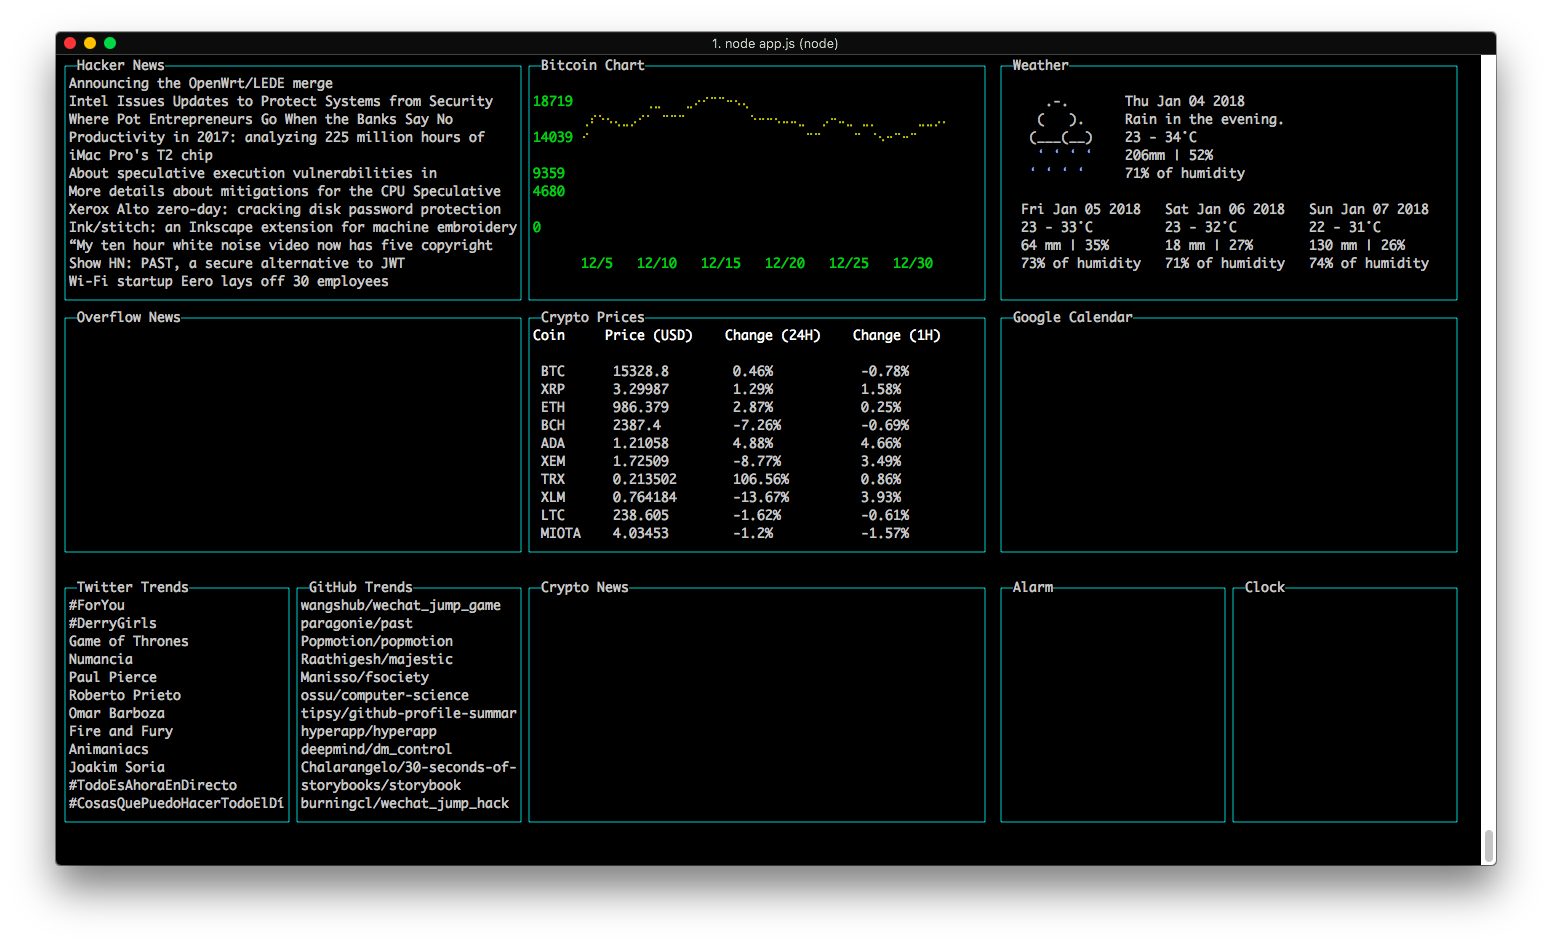 1. node app.js (node)
Hacker News
Announcing the OpenWrt/LEDE merge
Intel Issues Updates to Protect Systems from Security
Where Pot Entrepreneurs Go When the Banks Say No
Productivity in 2017: analyzing 225 million hours of
iMac Pro's T2 chip
About speculative execution vulnerabilities in
More details about mitigations for the CPU Speculative
Xerox Alto zero-day: cracking disk password protection
Ink/stitch: an Inkscape extension for machine embroidery
“My ten hour white noise video now has five copyright
Show HN: PAST, a secure alternative to JWT
Wi-Fi startup Eero lays off 30 employees
Bitcoin Chart
18719
14039
9359
4680
0
12/5 12/10 12/15 12/20 12/25 12/30
Weather
Thu Jan 04 2018
Rain in the evening.
23 - 34°C
206mm | 52%
71% of humidity
Fri Jan 05 2018 Sat Jan 06 2018 Sun Jan 07 2018
23 - 33°C 23 - 32°C 22 - 31°C
64 mm | 35% 18 mm | 27% 130 mm | 26%
73% of humidity 71% of humidity 74% of humidity
Overflow News
Crypto Prices
Coin Price (USD) Change (24H) Change (1H)
BTC 15328.8 0.46% -0.78%
XRP 3.29987 1.29% 1.58%
ETH 986.379 2.87% 0.25%
BCH 2387.4 -7.26% -0.69%
ADA 1.21058 4.88% 4.66%
XEM 1.72509 -8.77% 3.49%
TRX 0.213502 106.56% 0.86%
XLM 0.764184 -13.67% 3.93%
LTC 238.605 -1.62% -0.61%
MIOTA 4.03453 -1.2% -1.57%
Google Calendar
Twitter Trends
#ForYou
#DerryGirls
Game of Thrones
Numancia
Paul Pierce
Roberto Prieto
Omar Barboza
Fire and Fury
Animaniacs
Joakim Soria
#TodoEsAhoraEnDirecto
#CosasQuePuedoHacerTodoElDí
GitHub Trends
wangshub/wechat_jump_game
paragonie/past
Popmotion/popmotion
Raathigesh/majestic
Manisso/fsociety
ossu/computer-science
tipsy/github-profile-summar
hyperapp/hyperapp
deepmind/dm_control
Chalarangelo/30-seconds-of-
storybooks/storybook
burningcl/wechat_jump_hack
Crypto News
Alarm
Clock